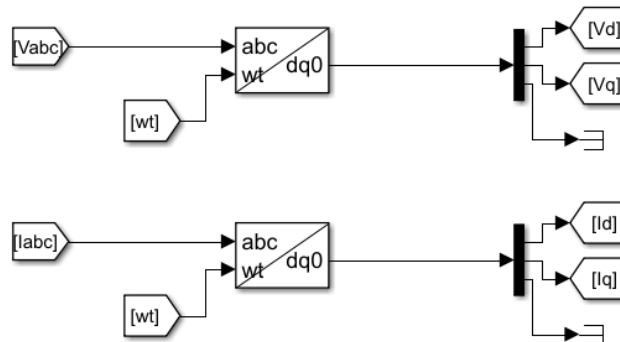 [Vabc]
abc
wt
dq0
[wt]
[Vd]
[Vq]
[Iabc]
abc
wt
dq0
[wt]
[Id]
[Iq]